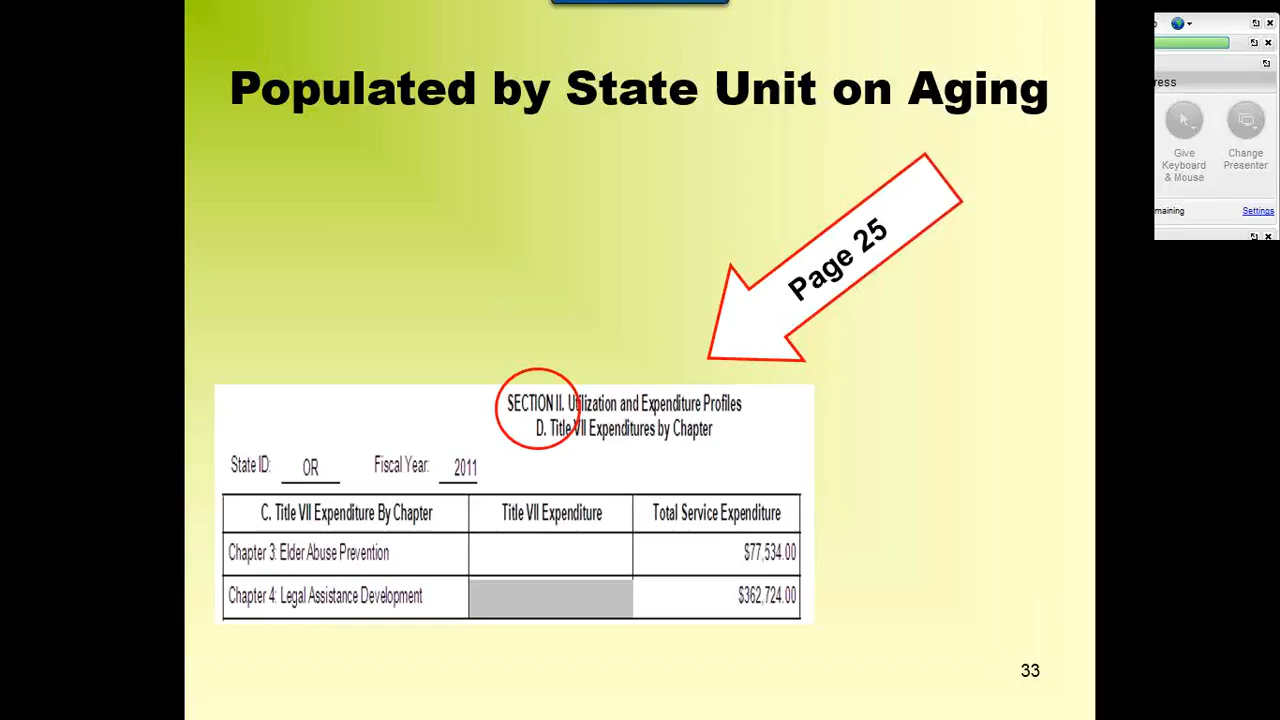 Populated by State Unit on Aging
Page 25
SECTION II. Utilization and Expenditure Profiles
D. Title VII Expenditures by Chapter
State ID: OR Fiscal Year: 2011
C. Title VII Expenditure By Chapter Title VII Expenditure Total Service Expenditure
Chapter 3: Elder Abuse Prevention $77,534.00
Chapter 4: Legal Assistance Development $362,724.00
33
Give
Keyboard
& Mouse
Change
Presenter
Settings